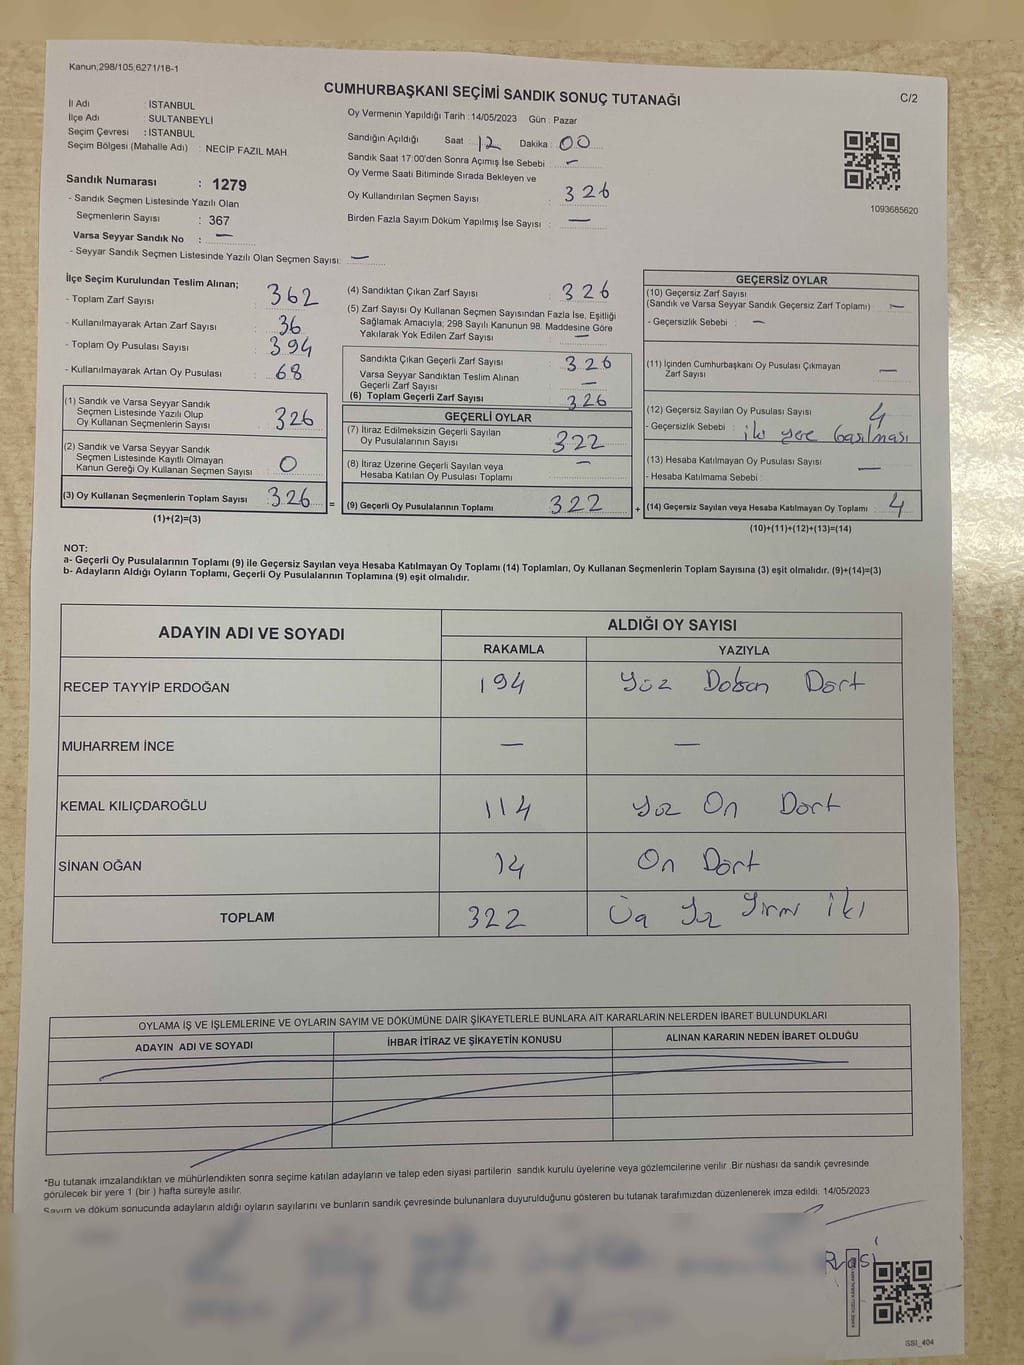 Kanun;298/105,6271/18-1
CUMHURBAŞKANI SEÇİMİ SANDIK SONUÇ TUTANAĞI
C/2
İl Adı : İSTANBUL
İlçe Adı : SULTANBEYLİ
Seçim Çevresi : İSTANBUL
Seçim Bölgesi (Mahalle Adı) : NECİP FAZIL MAH.
Sandık Numarası : 1279
- Sandık Seçmen Listesinde Yazılı Olan
Seçmenlerin Sayısı : 367
Varsa Seyyar Sandık No : —
- Seyyar Sandık Seçmen Listesinde Yazılı Olan Seçmen Sayısı: —
Oy Vermenin Yapıldığı Tarih : 14/05/2023 Gün : Pazar
Sandığın Açıldığı Saat : 12 Dakika : 00
Sandık Saat 17:00'den Sonra Açımış İse Sebebi : —
Oy Verme Saati Bitiminde Sırada Bekleyen ve
Oy Kullandırılan Seçmen Sayısı : 326
Birden Fazla Sayım Döküm Yapılmış İse Sayısı : —
1093685620
İlçe Seçim Kurulundan Teslim Alınan;
- Toplam Zarf Sayısı : 362
- Kullanılmayarak Artan Zarf Sayısı : 36
- Toplam Oy Pusulası Sayısı : 394
- Kullanılmayarak Artan Oy Pusulası : 68
(1) Sandık ve Varsa Seyyar Sandık
Seçmen Listesinde Yazılı Olup
Oy Kullanan Seçmenlerin Sayısı : 326
(2) Sandık ve Varsa Seyyar Sandık
Seçmen Listesinde Kayıtlı Olmayan
Kanun Gereği Oy Kullanan Seçmen Sayısı : 0
(3) Oy Kullanan Seçmenlerin Toplam Sayısı : 326 =
(1)+(2)=(3)
(4) Sandıktan Çıkan Zarf Sayısı : 326
(5) Zarf Sayısı Oy Kullanan Seçmen Sayısından Fazla İse, Eşitliği
Sağlamak Amacıyla; 298 Sayılı Kanunun 98. Maddesine Göre
Yakılarak Yok Edilen Zarf Sayısı : —
Sandıkta Çıkan Geçerli Zarf Sayısı : 326
Varsa Seyyar Sandıktan Teslim Alınan
Geçerli Zarf Sayısı : —
(6) Toplam Geçerli Zarf Sayısı : 326
GEÇERLİ OYLAR
(7) İtiraz Edilmeksizin Geçerli Sayılan
Oy Pusulalarının Sayısı : 322
(8) İtiraz Üzerine Geçerli Sayılan veya
Hesaba Katılan Oy Pusulası Toplamı : —
(9) Geçerli Oy Pusulalarının Toplamı : 322 +
GEÇERSİZ OYLAR
(10) Geçersiz Zarf Sayısı
(Sandık ve Varsa Seyyar Sandık Geçersiz Zarf Toplamı) : —
- Geçersizlik Sebebi : —
(11) İçinden Cumhurbaşkanı Oy Pusulası Çıkmayan
Zarf Sayısı : —
(12) Geçersiz Sayılan Oy Pusulası Sayısı : 4
- Geçersizlik Sebebi : iki yere basılması
(13) Hesaba Katılmayan Oy Pusulası Sayısı : —
- Hesaba Katılmama Sebebi :
(14) Geçersiz Sayılan veya Hesaba Katılmayan Oy Toplamı : 4
(10)+(11)+(12)+(13)=(14)
NOT:
a- Geçerli Oy Pusulalarının Toplamı (9) ile Geçersiz Sayılan veya Hesaba Katılmayan Oy Toplamı (14) Toplamları, Oy Kullanan Seçmenlerin Toplam Sayısına (3) eşit olmalıdır. (9)+(14)=(3)
b- Adayların Aldığı Oyların Toplamı, Geçerli Oy Pusulalarının Toplamına (9) eşit olmalıdır.
ADAYIN ADI VE SOYADI
ALDIĞI OY SAYISI
RAKAMLA YAZIYLA
RECEP TAYYİP ERDOĞAN 194 Yüz Doksan Dört
MUHARREM İNCE — —
KEMAL KILIÇDAROĞLU 114 Yüz On Dört
SİNAN OĞAN 14 On Dört
TOPLAM 322 Üç Yüz Yirmi İki
OYLAMA İŞ VE İŞLEMLERİNE VE OYLARIN SAYIM VE DÖKÜMÜNE DAİR ŞİKAYETLERLE BUNLARA AİT KARARLARIN NELERDEN İBARET BULUNDUKLARI
ADAYIN ADI VE SOYADI İHBAR İTİRAZ VE ŞİKAYETİN KONUSU ALINAN KARARIN NEDEN İBARET OLDUĞU
*Bu tutanak imzalandıktan ve mühürlendikten sonra seçime katılan adayların ve talep eden siyasi partilerin sandık kurulu üyelerine veya gözlemcilerine verilir. Bir nüshası da sandık çevresinde
görülecek bir yere 1 (bir ) hafta süreyle asılır.
Sayım ve döküm sonucunda adayların aldığı oyların sayılarını ve bunların sandık çevresinde bulunanlara duyurulduğunu gösteren bu tutanak tarafımızdan düzenlenerek imza edildi. 14/05/2023
SSI_404